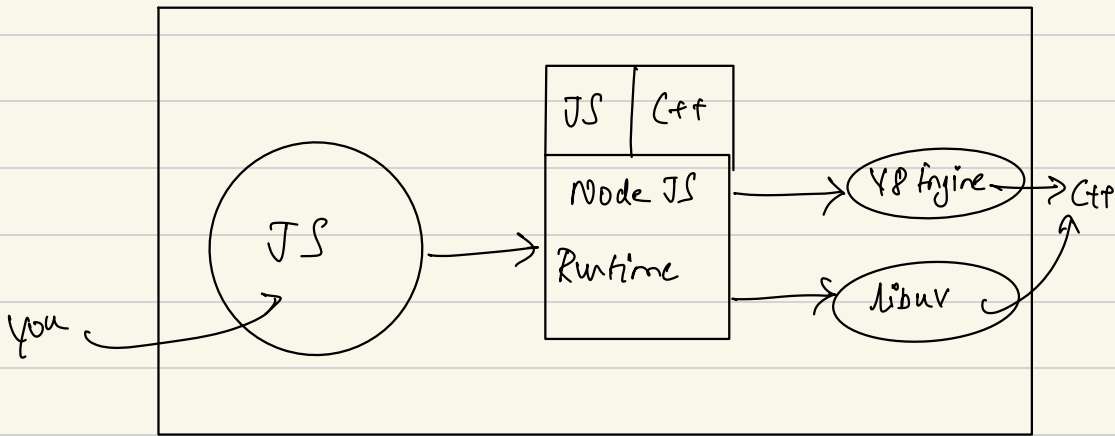 JS | C++
Node JS
Runtime
JS
You
V8 Engine
C++
libuv